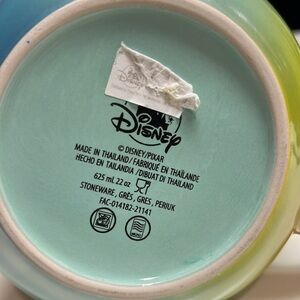 Disney
Disney
© DISNEY/PIXAR
MADE IN THAILAND / FABRIQUÉ EN THAÏLANDE
HECHO EN TAILANDIA / DIBUAT DI THAILAND
625 ml, 22 oz
STONEWARE, GRÈS, GRES, PERIUK
FAC-014182-21141